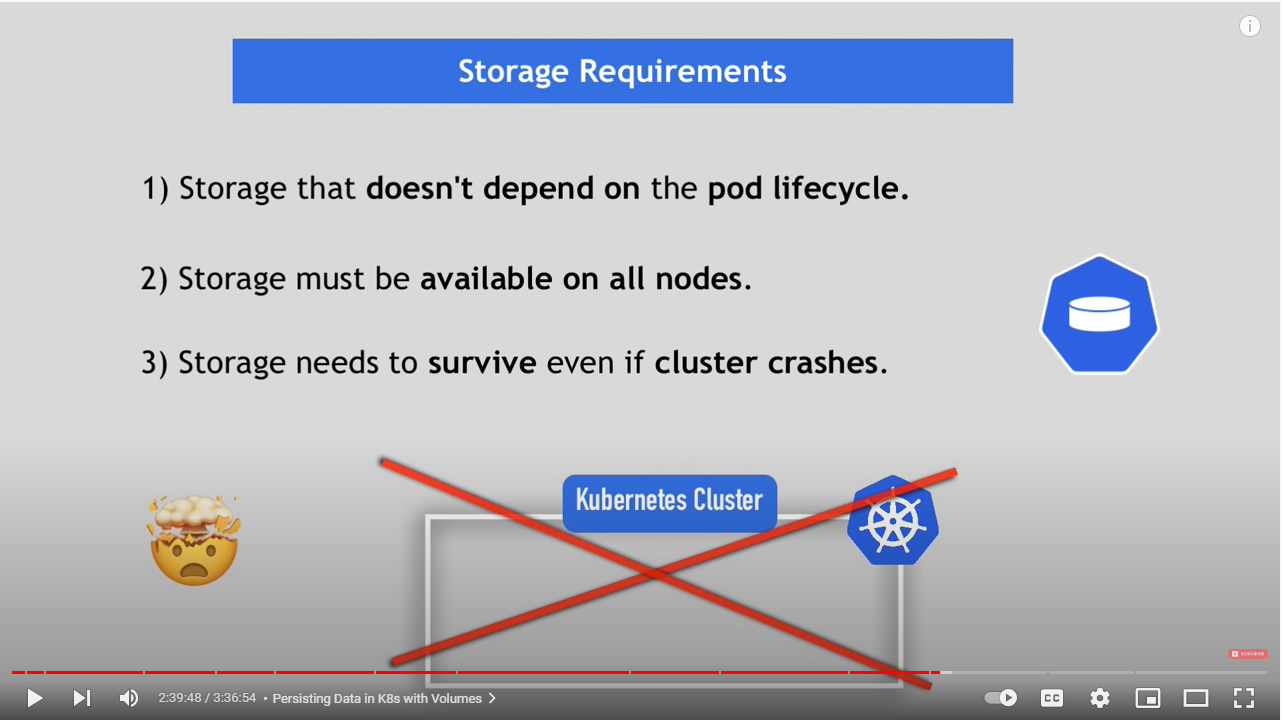 Storage Requirements
1) Storage that doesn't depend on the pod lifecycle.
2) Storage must be available on all nodes.
3) Storage needs to survive even if cluster crashes.
Kubernetes Cluster
SUBSCRIBE
2:39:48 / 3:36:54 • Persisting Data in K8s with Volumes
CC